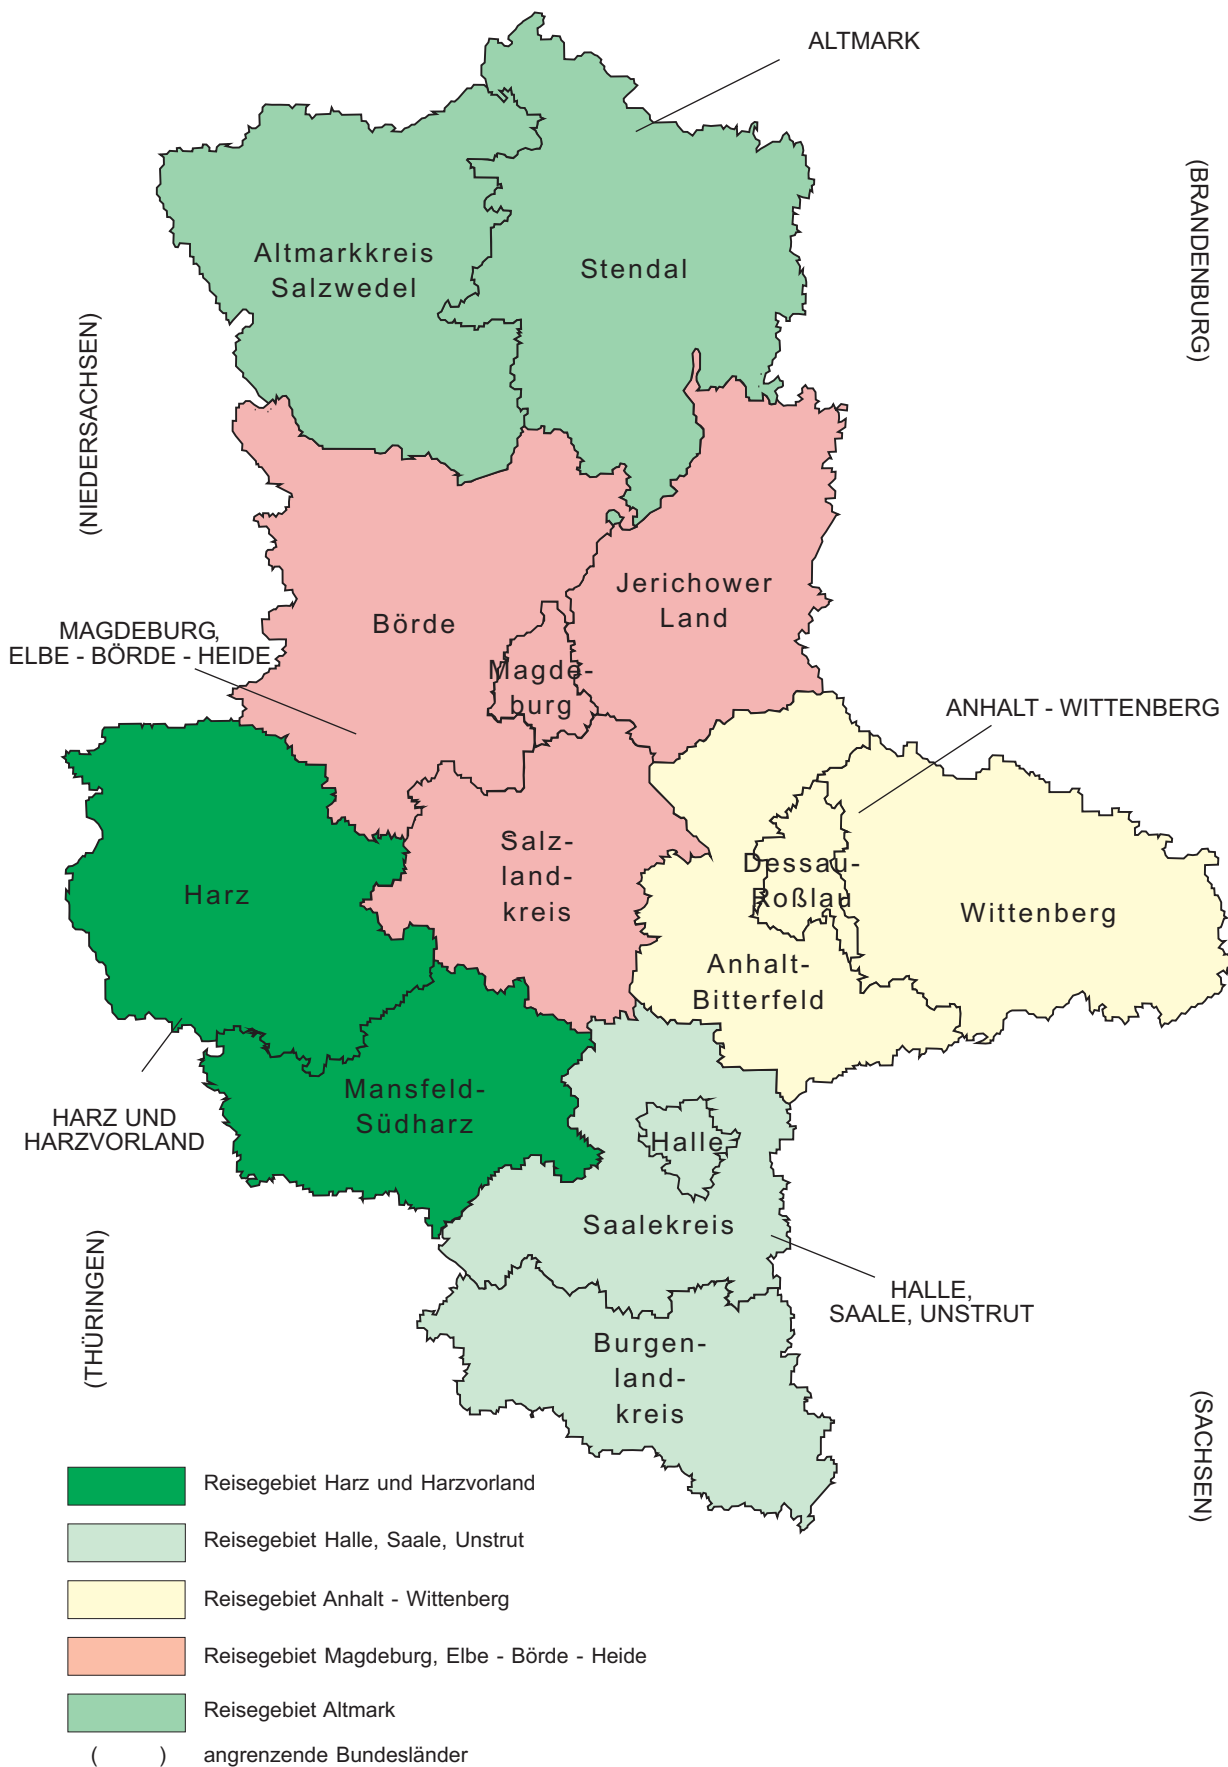 ALTMARK
(BRANDENBURG)
Altmarkkreis
Salzwedel
Stendal
(NIEDERSACHSEN)
Jerichower
Land
Börde
MAGDEBURG,
ELBE - BÖRDE - HEIDE
Magde-
burg
ANHALT - WITTENBERG
Salz-
land-
kreis
Dessau-
Roßlau
Harz
Wittenberg
Anhalt-
Bitterfeld
Mansfeld-
Südharz
HARZ UND
HARZVORLAND
Halle
Saalekreis
(THÜRINGEN)
HALLE,
SAALE, UNSTRUT
Burgen-
land-
kreis
(SACHSEN)
Reisegebiet Harz und Harzvorland
Reisegebiet Halle, Saale, Unstrut
Reisegebiet Anhalt - Wittenberg
Reisegebiet Magdeburg, Elbe - Börde - Heide
Reisegebiet Altmark
( ) angrenzende Bundesländer